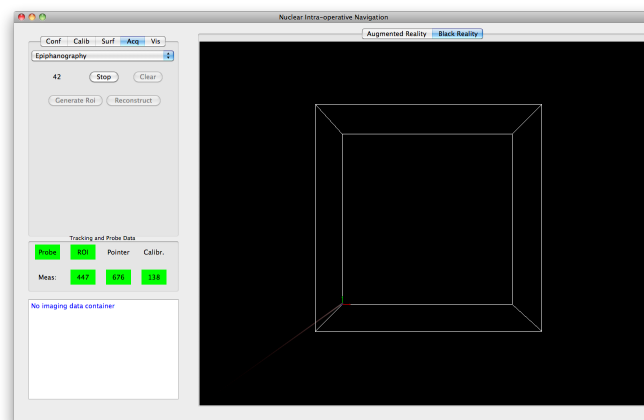 Nuclear Intra-operative Navigation
Conf Calib Surf Acq Vis
Augmented Reality Black Reality
Epiphanography
42 Stop Clear
Generate Roi Reconstruct
Tracking and Probe Data
Probe ROI Pointer Calibr.
Meas: 447 676 138
No imaging data container